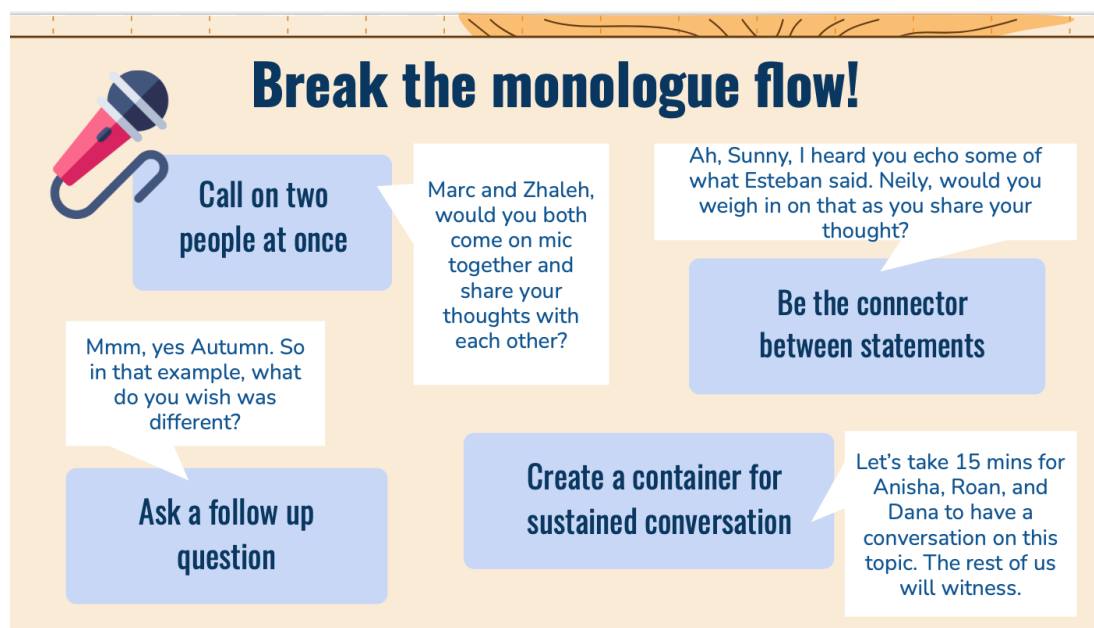 Break the monologue flow!
Call on two
people at once
Marc and Zhaleh,
would you both
come on mic
together and
share your
thoughts with
each other?
Ah, Sunny, I heard you echo some of
what Esteban said. Neily, would you
weigh in on that as you share your
thought?
Be the connector
between statements
Mmm, yes Autumn. So
in that example, what
do you wish was
different?
Ask a follow up
question
Create a container for
sustained conversation
Let’s take 15 mins for
Anisha, Roan, and
Dana to have a
conversation on this
topic. The rest of us
will witness.